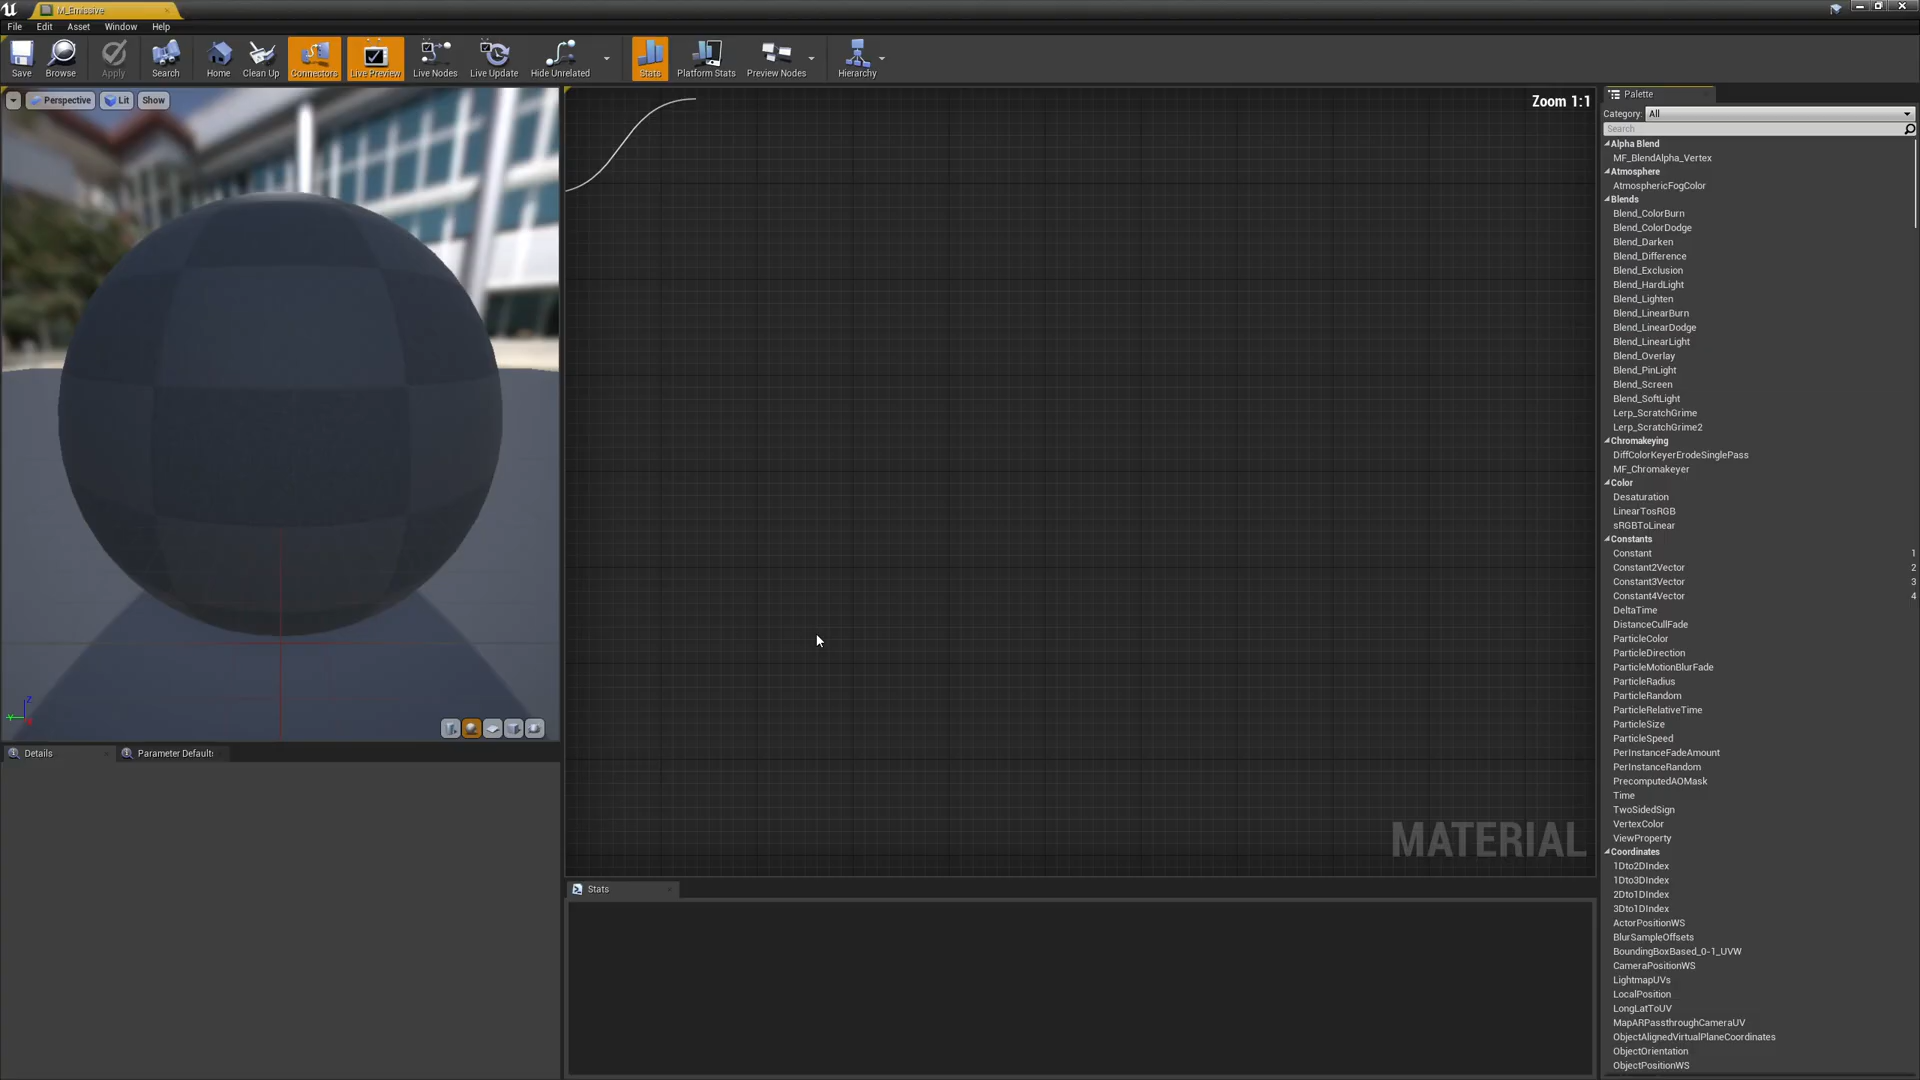 M_Emissive
File Edit Asset Window Help
Save Browse Apply Search Home Clean Up Connectors Live Preview Live Nodes Live Update Hide Unrelated Stats Platform Stats Preview Nodes Hierarchy
Perspective Lit Show
Zoom 1:1
Palette
Category: All
Search
Alpha Blend
MF_BlendAlpha_Vertex
Atmosphere
AtmosphericFogColor
Blends
Blend_ColorBurn
Blend_ColorDodge
Blend_Darken
Blend_Difference
Blend_Exclusion
Blend_HardLight
Blend_Lighten
Blend_LinearBurn
Blend_LinearDodge
Blend_LinearLight
Blend_Overlay
Blend_PinLight
Blend_Screen
Blend_SoftLight
Lerp_ScratchGrime
Lerp_ScratchGrime2
Chromakeying
DiffColorKeyerErodeSinglePass
MF_Chromakeyer
Color
Desaturation
LinearTosRGB
sRGBToLinear
Constants
Constant 1
Constant2Vector 2
Constant3Vector 3
Constant4Vector 4
DeltaTime
DistanceCullFade
ParticleColor
ParticleDirection
ParticleMotionBlurFade
ParticleRadius
ParticleRandom
ParticleRelativeTime
ParticleSize
ParticleSpeed
PerInstanceFadeAmount
PerInstanceRandom
PrecomputedAOMask
Time
TwoSidedSign
VertexColor
ViewProperty
Coordinates
1Dto2DIndex
1Dto3DIndex
2Dto1DIndex
3Dto1DIndex
ActorPositionWS
BlurSampleOffsets
BoundingBoxBased_0-1_UVW
CameraPositionWS
LightmapUVs
LocalPosition
LongLatToUV
MapARPassthroughCameraUV
ObjectAlignedVirtualPlaneCoordinates
ObjectOrientation
ObjectPositionWS
Z
Y
Details Parameter Default
MATERIAL
Stats